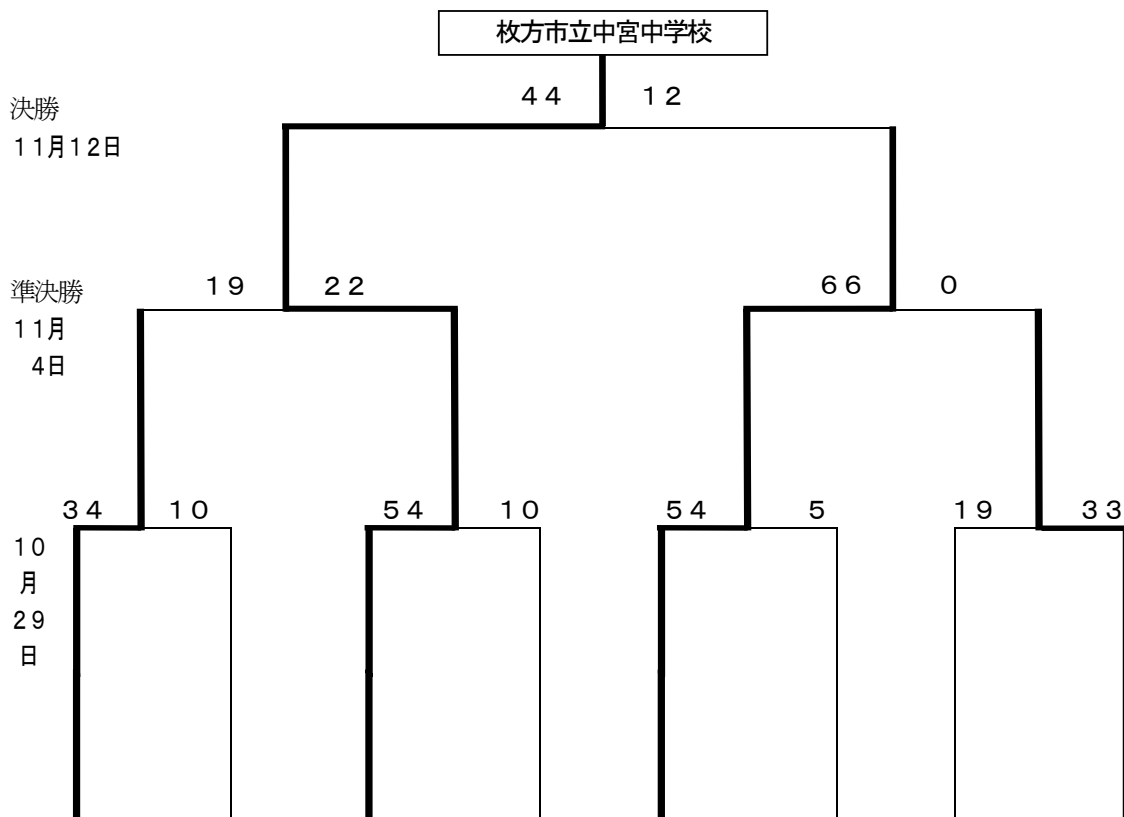 枚方市立中宮中学校
４４ １２
決勝
１１月１２日
１９ ２２ ６６ ０
準決勝
１１月
４日
３４ １０ ５４ １０ ５４ ５ １９ ３３
１０
月
２９
日